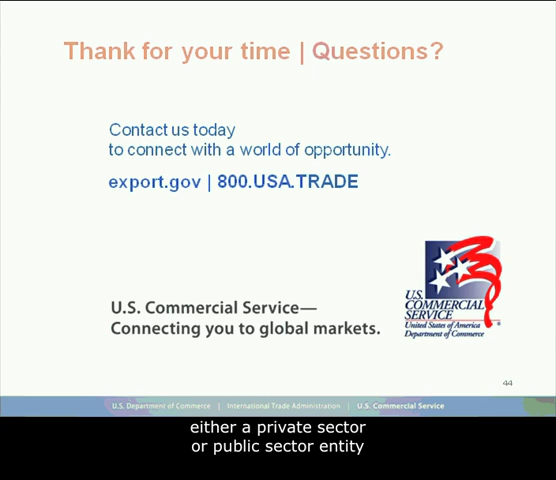 Thank for your time | Questions?
Contact us today
to connect with a world of opportunity.
export.gov | 800.USA.TRADE
U.S. Commercial Service—
Connecting you to global markets.
U.S.
COMMERCIAL
SERVICE
United States of America
Department of Commerce
44
U.S. Department of Commerce | International Trade Administration | U.S. Commercial Service
either a private sector
or public sector entity